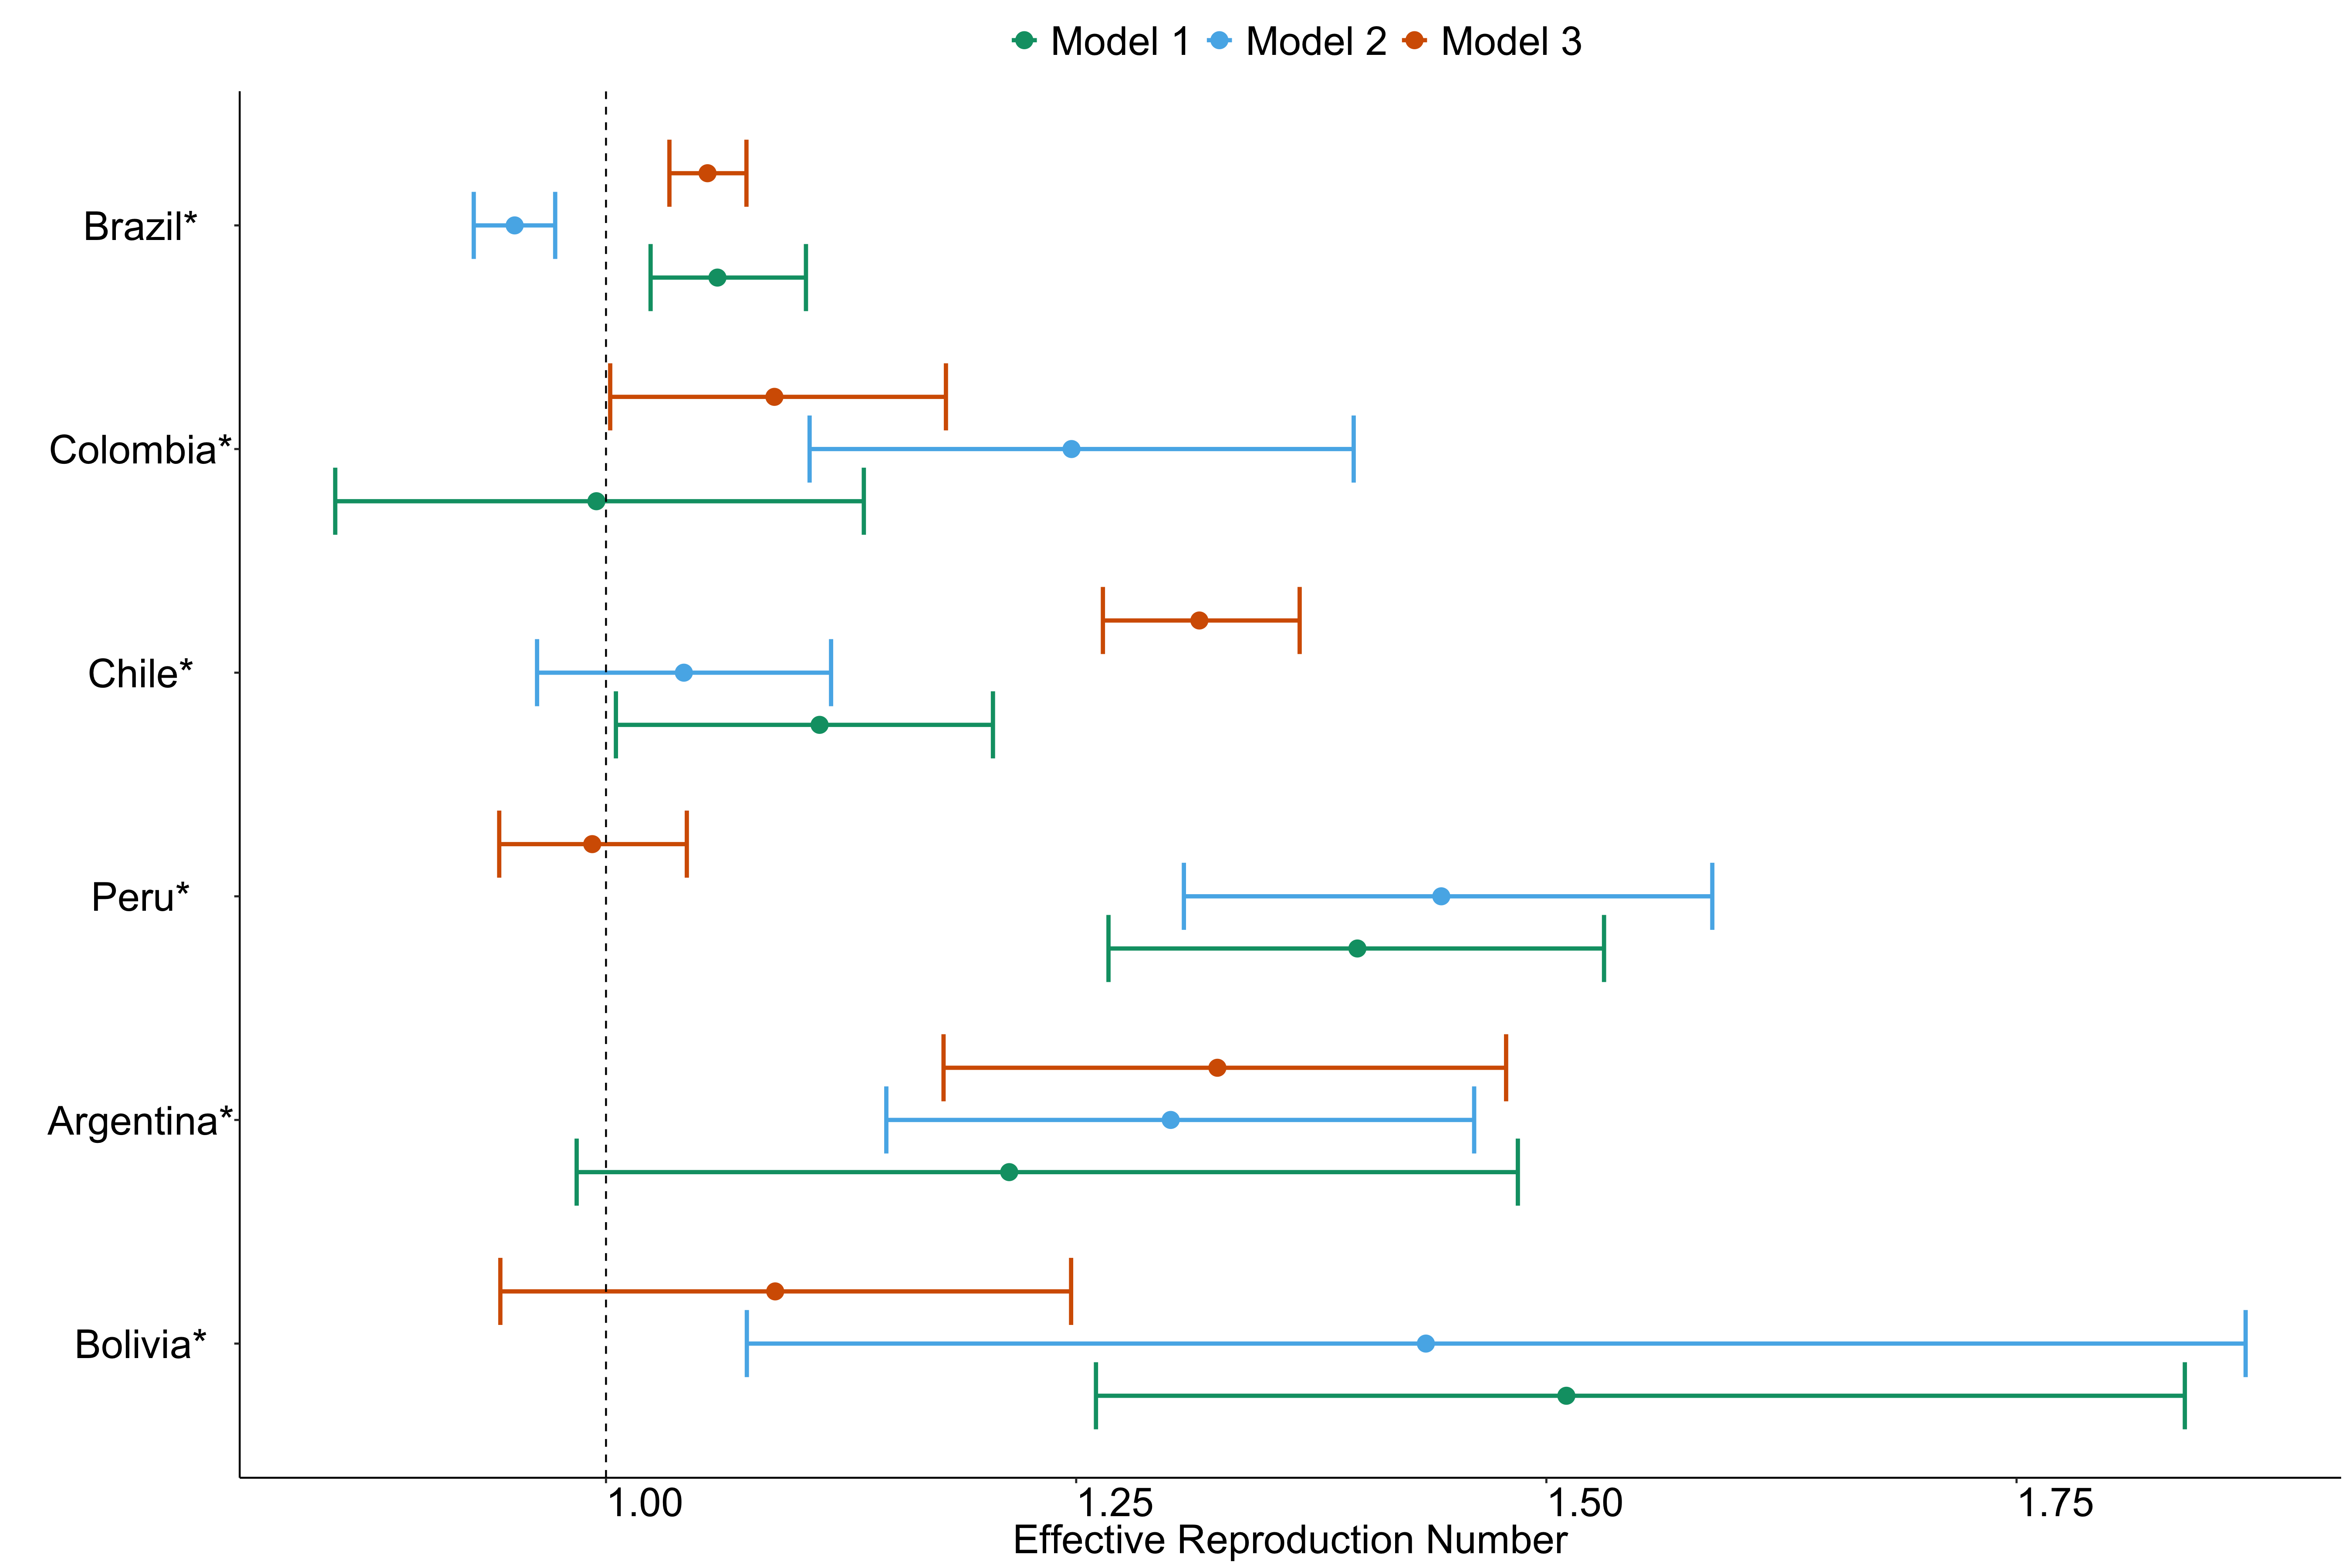 Model 1 Model 2 Model 3
Brazil*
Colombia*
Chile*
Peru*
Argentina*
Bolivia*
1.00 1.25 1.50 1.75
Effective Reproduction Number